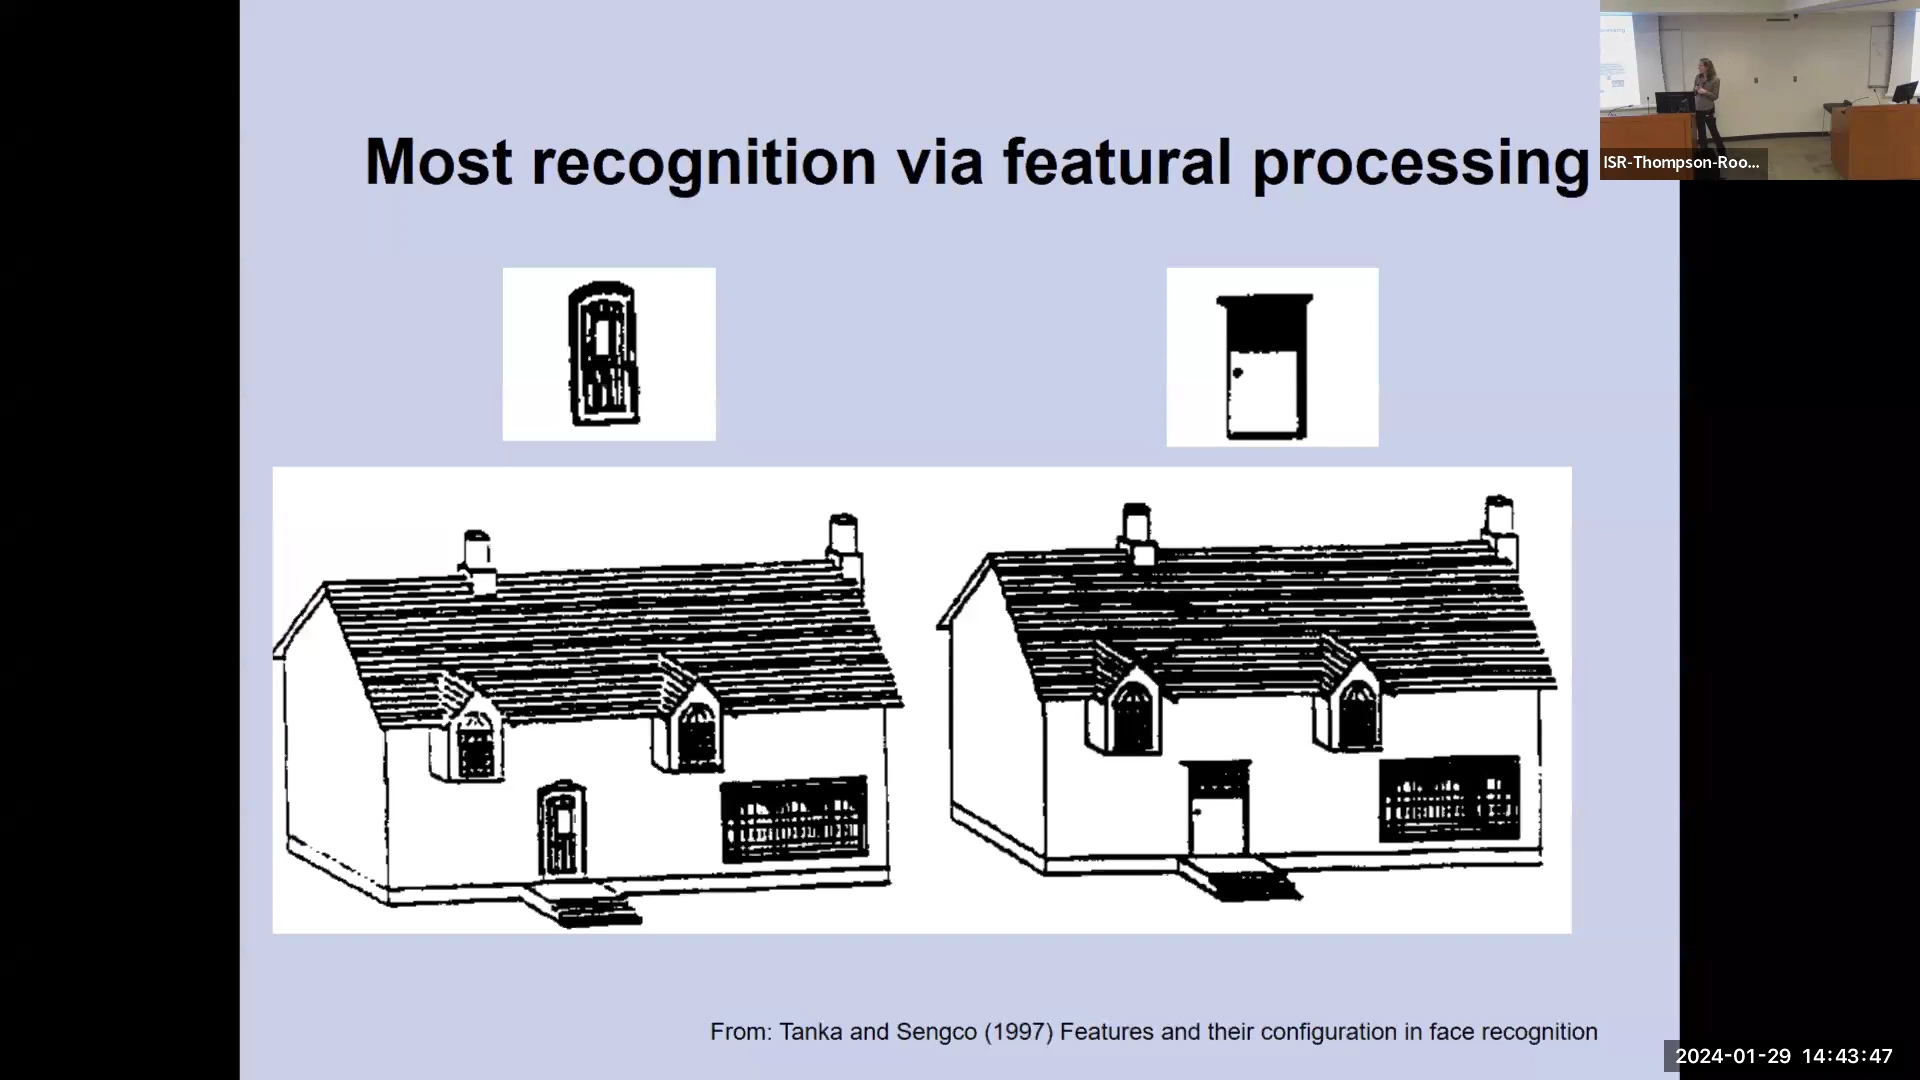 Most recognition via featural processing
ISR-Thompson-Roo...
From: Tanka and Sengco (1997) Features and their configuration in face recognition
2024-01-29 14:43:47